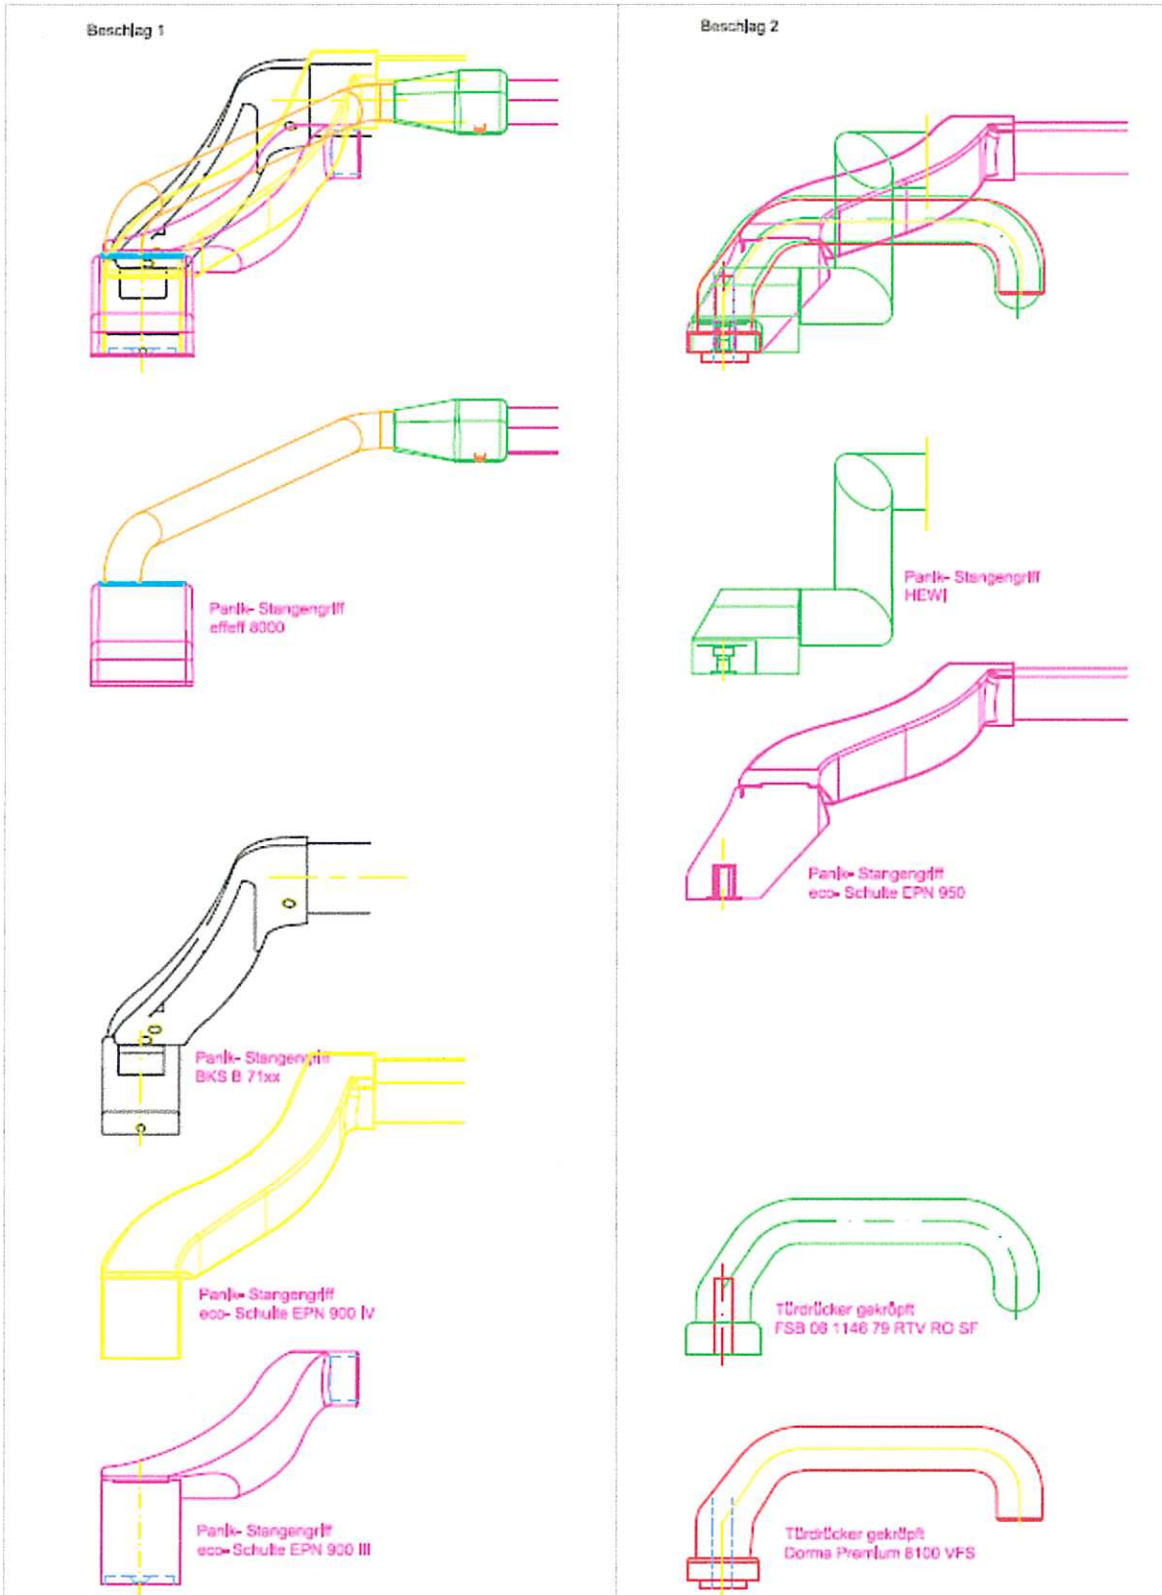 Beschlag 1
Panik- Stangengriff
effeff 8000
Panik- Stangengriff
BKS B 71xx
Panik- Stangengriff
eco- Schulte EPN 900 IV
Panik- Stangengriff
eco- Schulte EPN 900 III
Beschlag 2
Panik- Stangengriff
HEWI
Panik- Stangengriff
eco- Schulte EPN 950
Türdrücker gekröpft
FSB 06 1146 79 RTV RO SF
Türdrücker gekröpft
Dorma Premium 8100 VFS